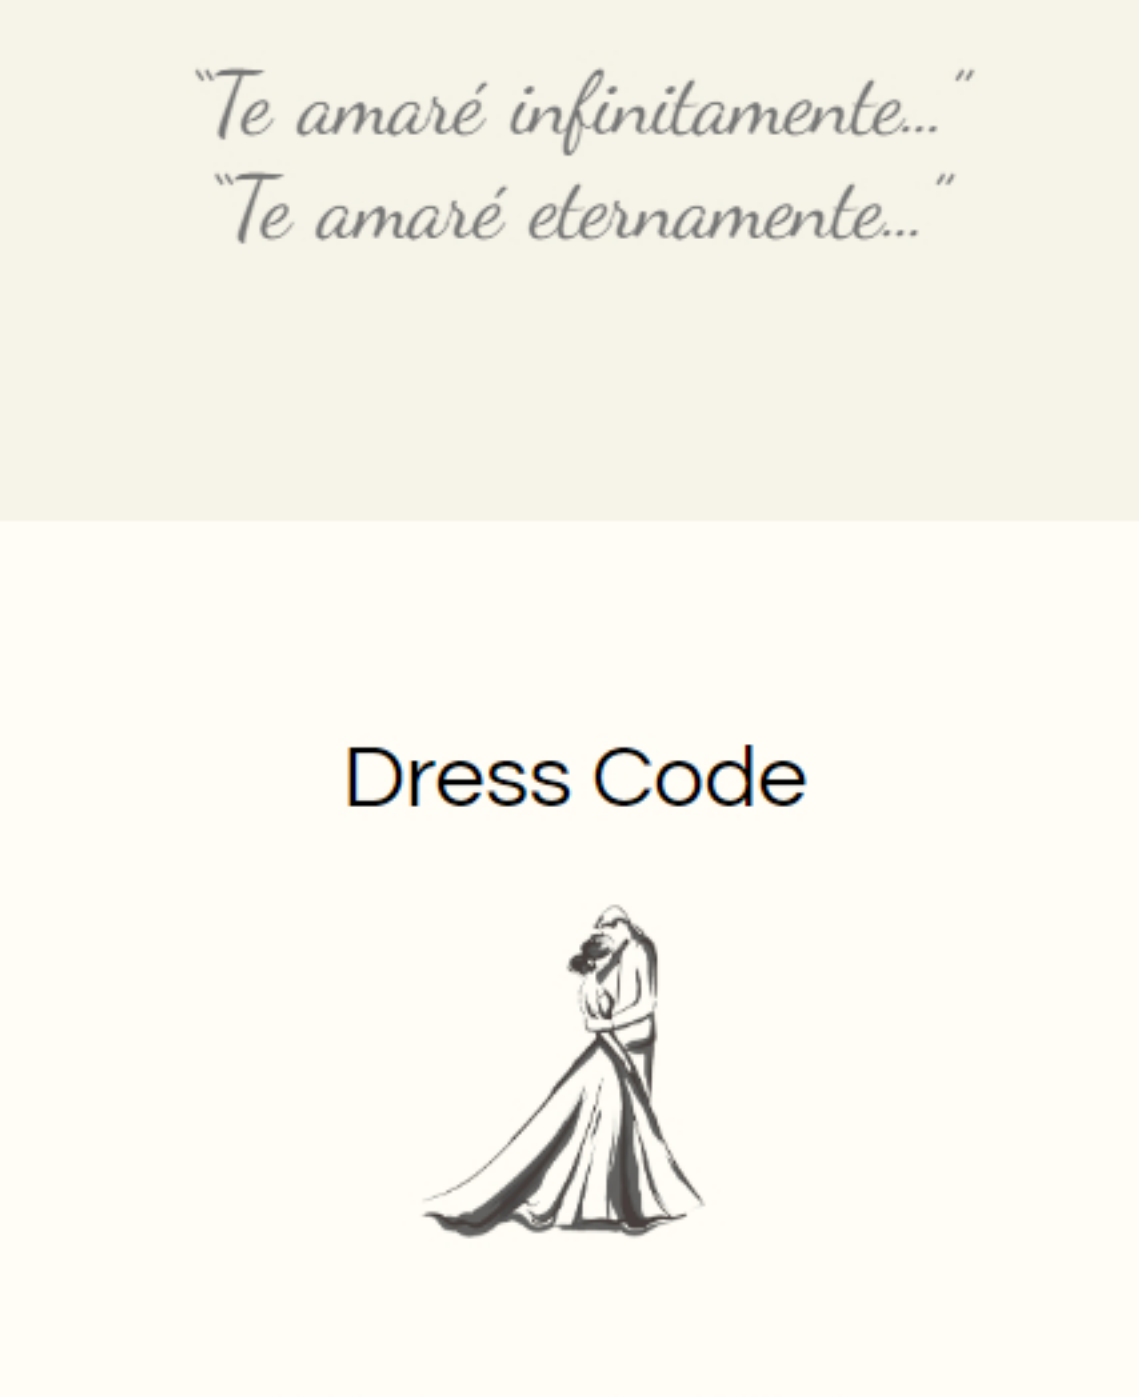 “Te amaré infinitamente...”
“Te amaré eternamente...”
Dress Code